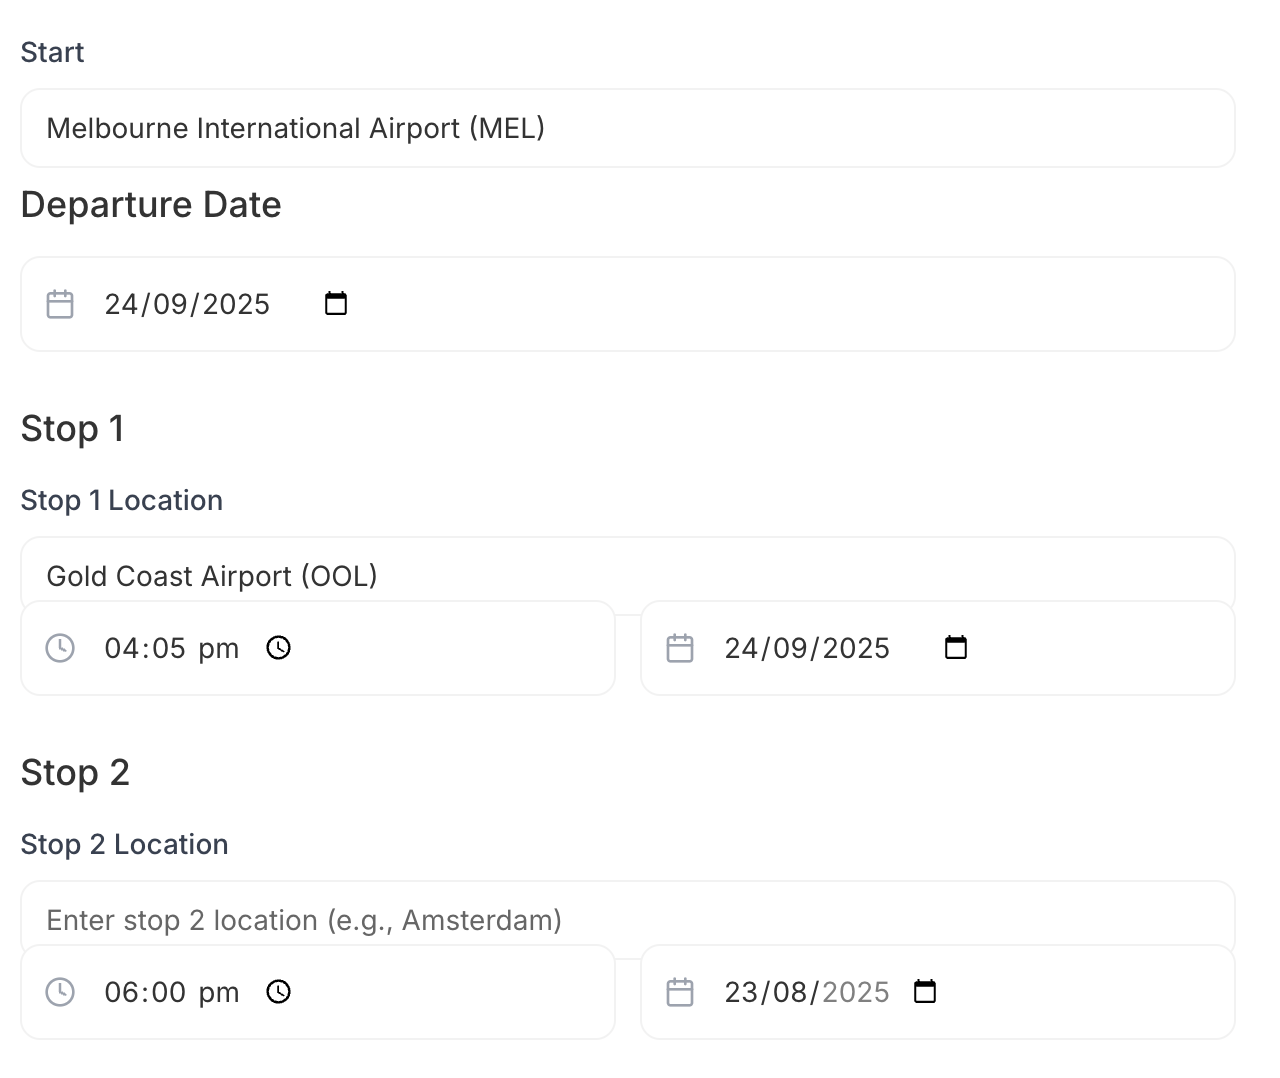 Start
Melbourne International Airport (MEL)
Departure Date
24/09/2025
Stop 1
Stop 1 Location
Gold Coast Airport (OOL)
04:05 pm 24/09/2025
Stop 2
Stop 2 Location
Enter stop 2 location (e.g., Amsterdam)
06:00 pm 23/08/2025